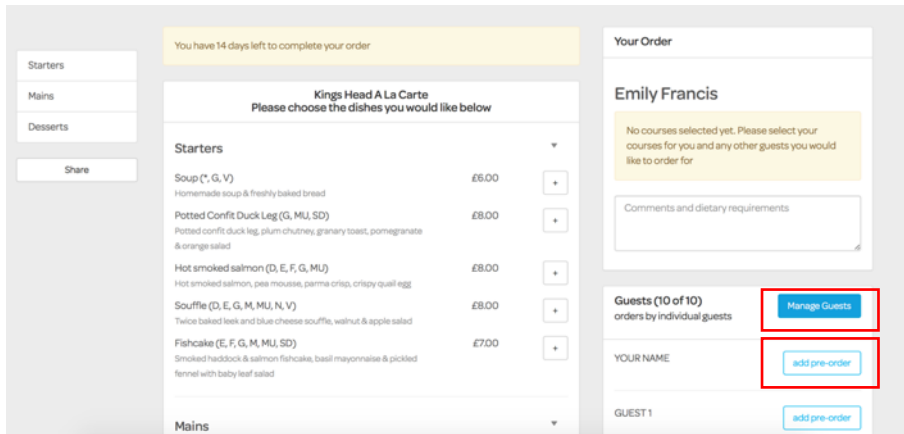 Starters
Mains
Desserts
Share
You have 14 days left to complete your order
Kings Head A La Carte
Please choose the dishes you would like below
Starters
Soup (*, G, V) £6.00 +
Homemade soup & freshly baked bread
Potted Confit Duck Leg (G, MU, SD) £8.00 +
Potted confit duck leg, plum chutney, granary toast, pomegranate
& orange salad
Hot smoked salmon (D, E, F, G, MU) £8.00 +
Hot smoked salmon, pea mousse, parma crisp, crispy quail egg
Souffle (D, E, G, M, MU, N, V) £8.00 +
Twice baked leek and blue cheese souffle, walnut & apple salad
Fishcake (E, F, G, M, MU, SD) £7.00 +
Smoked haddock & salmon fishcake, basil mayonnaise & pickled
fennel with baby leaf salad
Mains
Your Order
Emily Francis
No courses selected yet. Please select your
courses for you and any other guests you would
like to order for
Comments and dietary requirements
Guests (10 of 10) Manage Guests
orders by individual guests
YOUR NAME add pre-order
GUEST 1 add pre-order